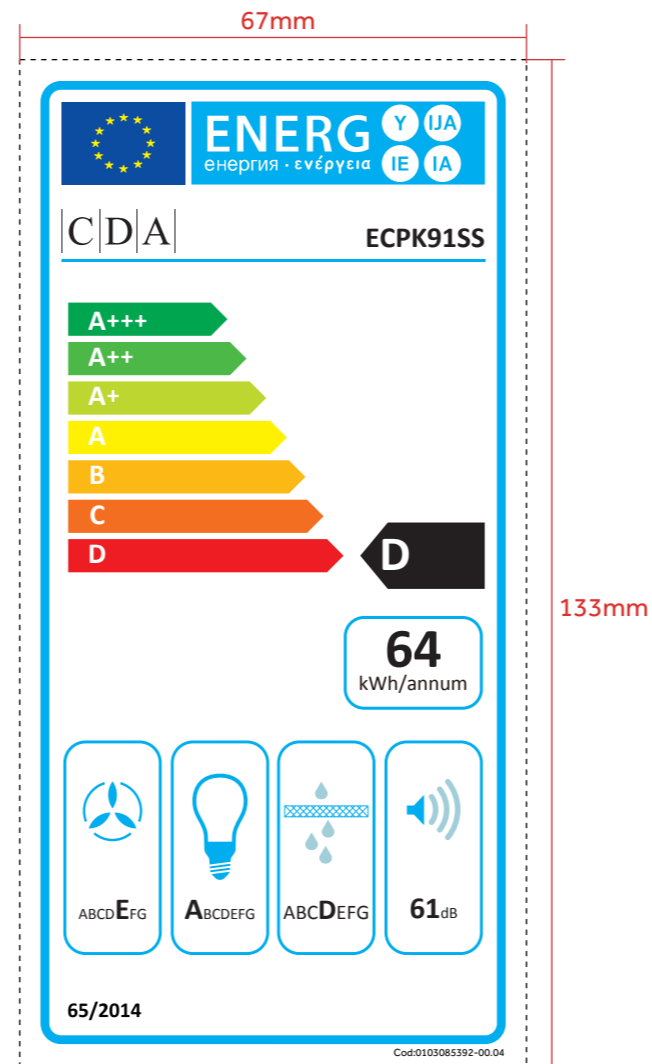 67mm
ENERG Y IJA
енергия · ενέργεια IE IA
C D A ECPK91SS
A+++
A++
A+
A
B
C
D D
133mm
64
kWh/annum
ABCDEFG ABCDEFG ABCDEFG 61dB
65/2014
Cod:0103085392-00.04